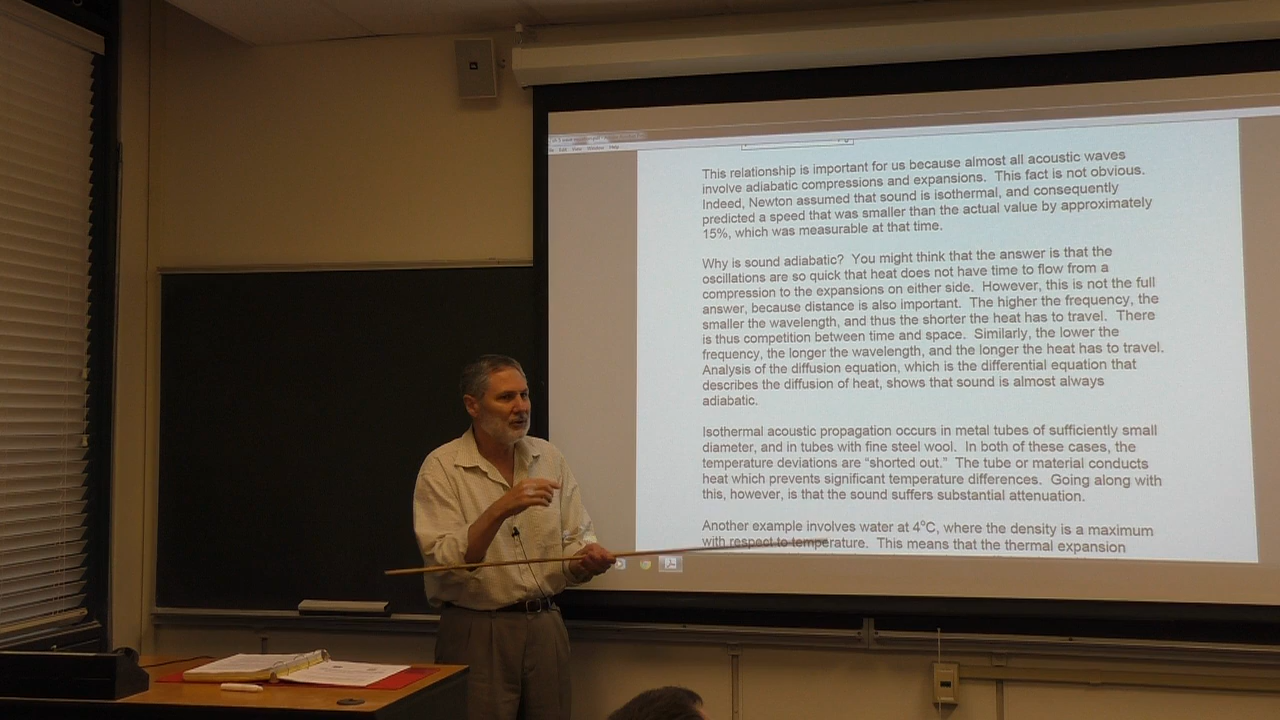 Edit View Window Help
This relationship is important for us because almost all acoustic waves
involve adiabatic compressions and expansions. This fact is not obvious.
Indeed, Newton assumed that sound is isothermal, and consequently
predicted a speed that was smaller than the actual value by approximately
15%, which was measurable at that time.
Why is sound adiabatic? You might think that the answer is that the
oscillations are so quick that heat does not have time to flow from a
compression to the expansions on either side. However, this is not the full
answer, because distance is also important. The higher the frequency, the
smaller the wavelength, and thus the shorter the heat has to travel. There
is thus competition between time and space. Similarly, the lower the
frequency, the longer the wavelength, and the longer the heat has to travel.
Analysis of the diffusion equation, which is the differential equation that
describes the diffusion of heat, shows that sound is almost always
adiabatic.
Isothermal acoustic propagation occurs in metal tubes of sufficiently small
diameter, and in tubes with fine steel wool. In both of these cases, the
temperature deviations are “shorted out.” The tube or material conducts
heat which prevents significant temperature differences. Going along with
this, however, is that the sound suffers substantial attenuation.
Another example involves water at 4°C, where the density is a maximum
with respect to temperature. This means that the thermal expansion